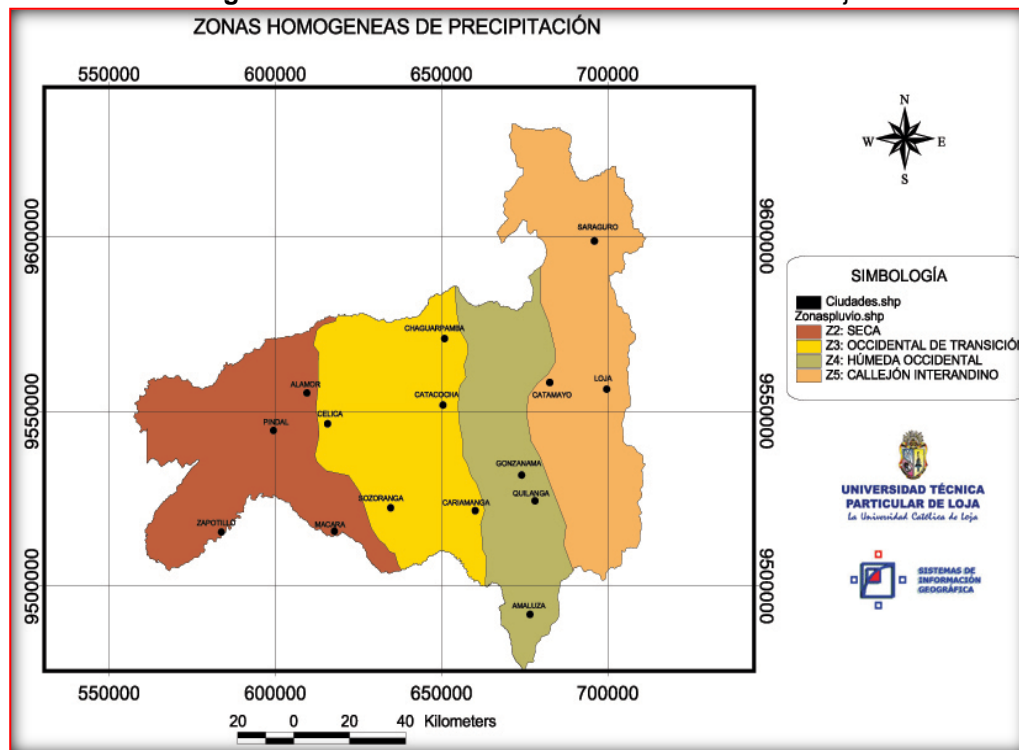 ZONAS HOMOGENEAS DE PRECIPITACIÓN
550000 600000 650000 700000
N
W E
S
SARAGURO
9600000 9600000
SIMBOLOGÍA
Ciudades.shp
Zonaspluvio.shp
Z2: SECA
Z3: OCCIDENTAL DE TRANSICIÓN
Z4: HÚMEDA OCCIDENTAL
Z5: CALLEJÓN INTERANDINO
CHAGUARPAMBA
ALAMOR
CATAMAYO
LOJA
CATACOCHA
9550000 9550000
CELICA
PINDAL
GONZANAMA
QUILANGA
SOZORANGA
CARIAMANGA
ZAPOTILLO
MACARA
UNIVERSIDAD TÉCNICA
PARTICULAR DE LOJA
La Universidad Católica de Loja
SISTEMAS DE
INFORMACIÓN
GEOGRÁFICA
9500000 9500000
AMALUZA
550000 600000 650000 700000
20 0 20 40 Kilometers